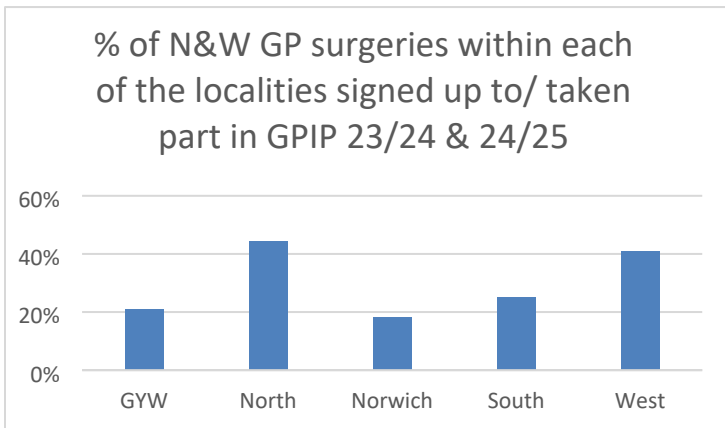 % of N&W GP surgeries within each
of the localities signed up to/ taken
part in GPIP 23/24 & 24/25
60%
40%
20%
0%
GYW North Norwich South West